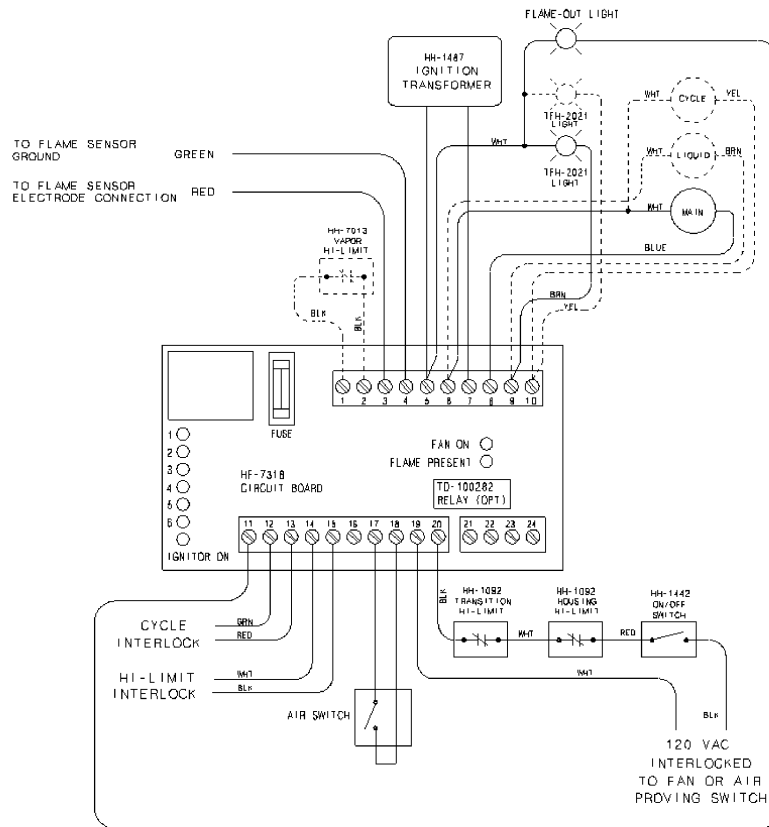 FLAME-OUT LIGHT
HH-1487
IGNITION
TRANSFORMER
WHT
CYCLE
YEL
TFH-2021
LIGHT
WHT
WHT
LIQUID
BRN
TFH-2021
LIGHT
WHT
MAIN
BLUE
TO FLAME SENSOR
GROUND
GREEN
TO FLAME SENSOR
ELECTRODE CONNECTION
RED
HH-7013
VAPOR
HI-LIMIT
BLK
BLK
BRN
YEL
1 2 3 4 5 6 7 8 9 10
FUSE
1
2
3
4
5
6
IGNITOR ON
FAN ON
FLAME PRESENT
HF-7318
CIRCUIT BOARD
TD-100282
RELAY (OPT)
11 12 13 14 15 16 17 18 19 20
21 22 23 24
CYCLE
INTERLOCK
GRN
RED
HI-LIMIT
INTERLOCK
WHT
BLK
AIR SWITCH
BLK
HH-1092
TRANSITION
HI-LIMIT
WHT
HH-1092
HOUSING
HI-LIMIT
RED
HH-1442
ON/OFF
SWITCH
WHT
BLK
120 VAC
INTERLOCKED
TO FAN OR AIR
PROVING SWITCH